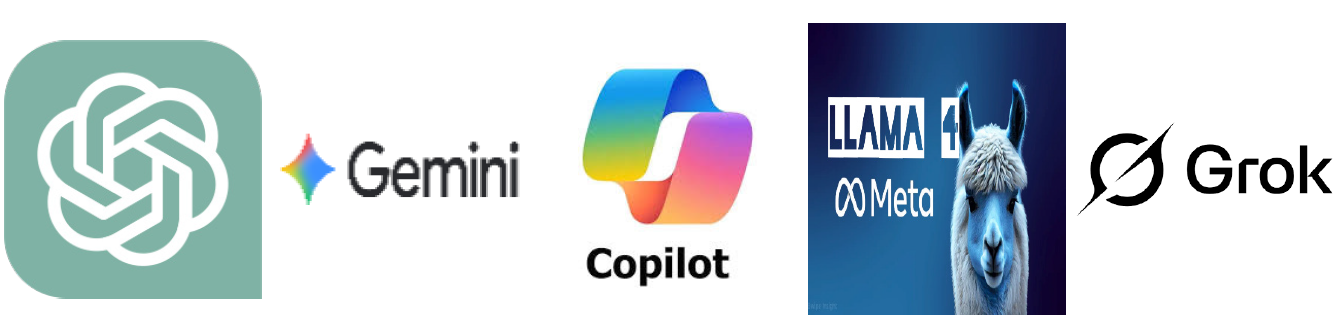 Gemini
Copilot
LLAMA 4
Meta
Grok